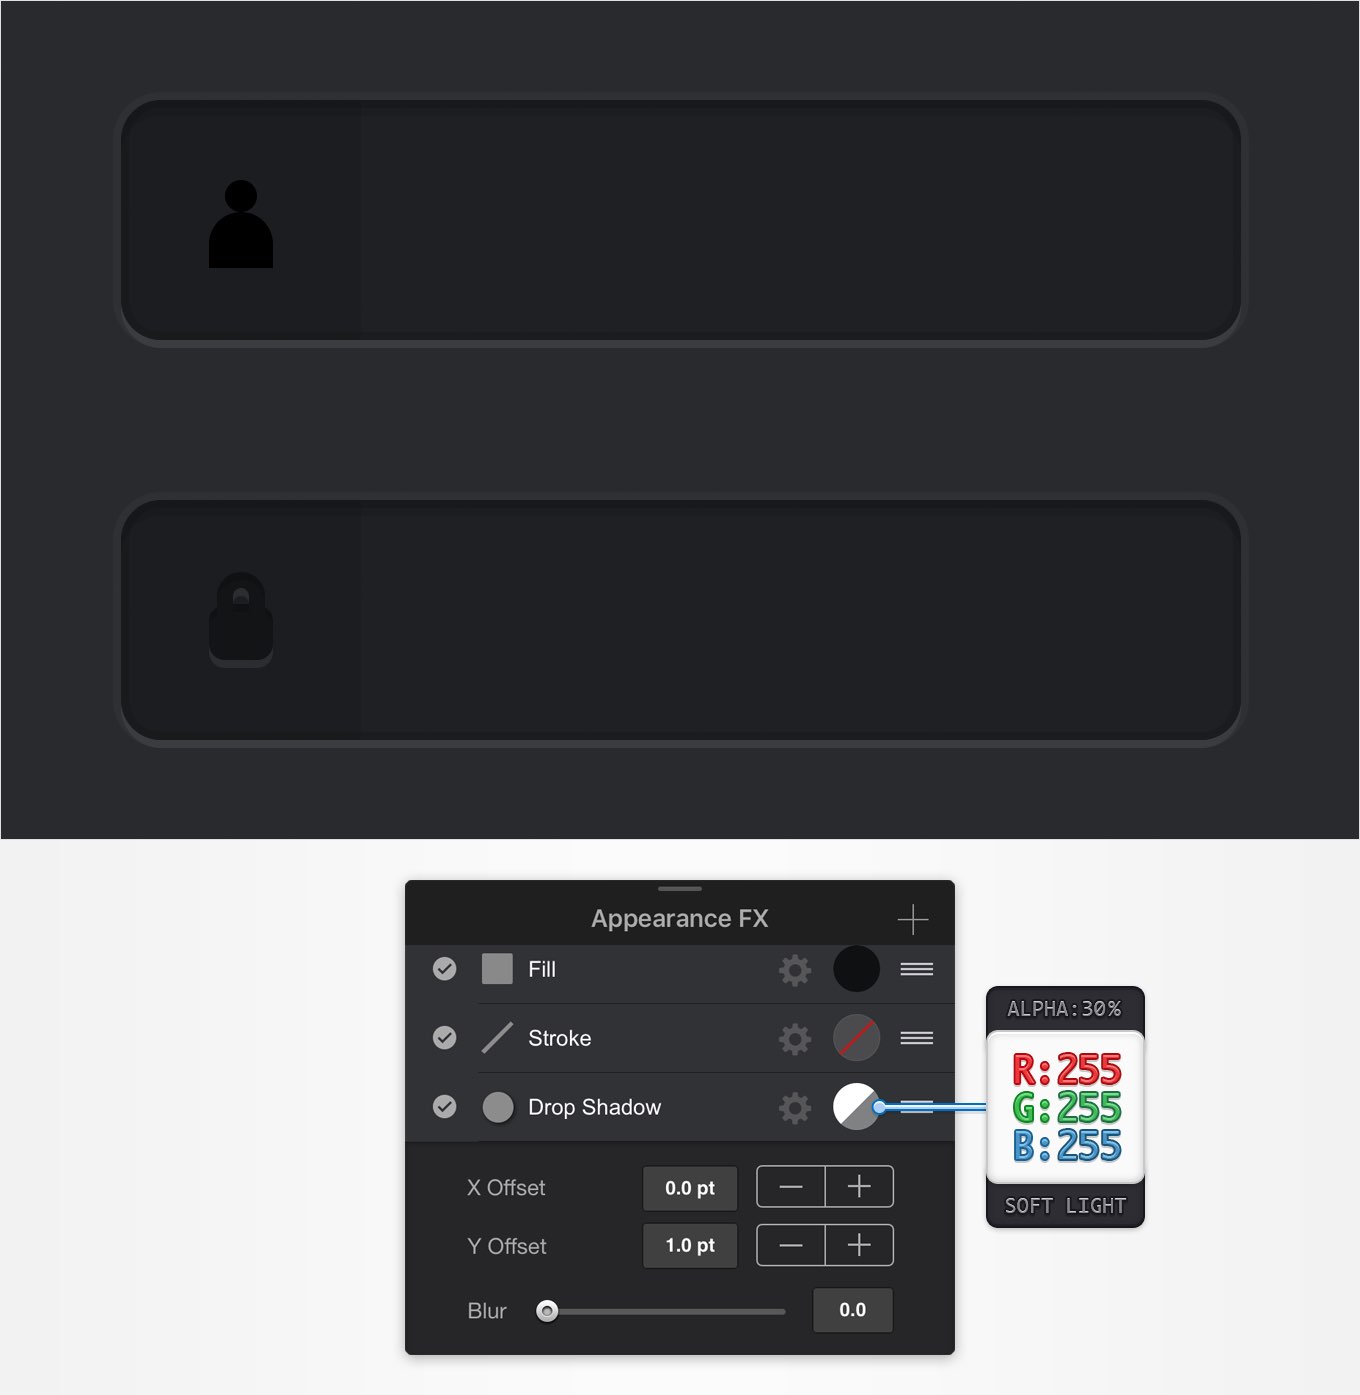 Appearance FX
Fill
Stroke
Drop Shadow
ALPHA:30%
R:255
G:255
B:255
SOFT LIGHT
X Offset 0.0 pt
Y Offset 1.0 pt
Blur 0.0